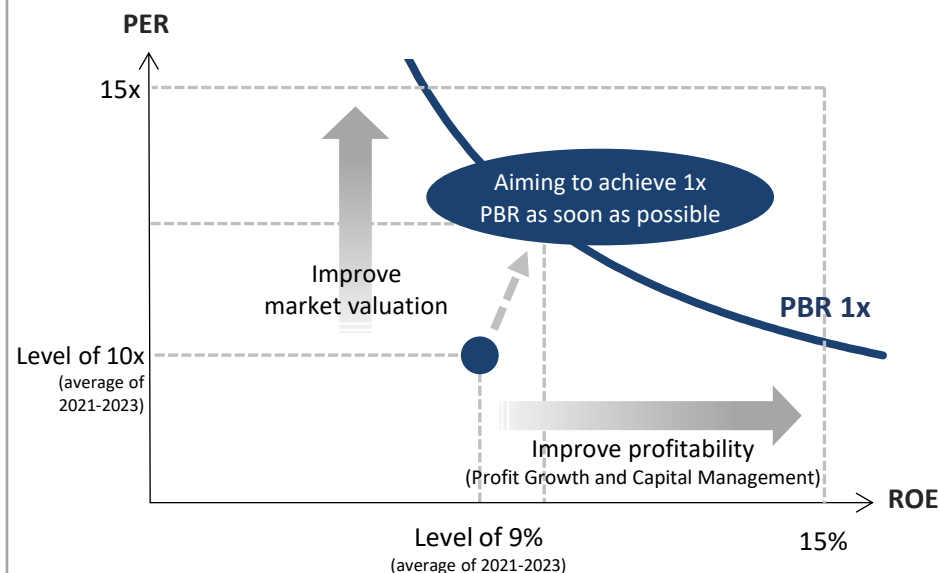 PER
15x
Aiming to achieve 1x
PBR as soon as possible
Improve
market valuation
PBR 1x
Level of 10x
(average of
2021-2023)
Improve profitability
(Profit Growth and Capital Management)
ROE
Level of 9%
(average of 2021-2023)
15%